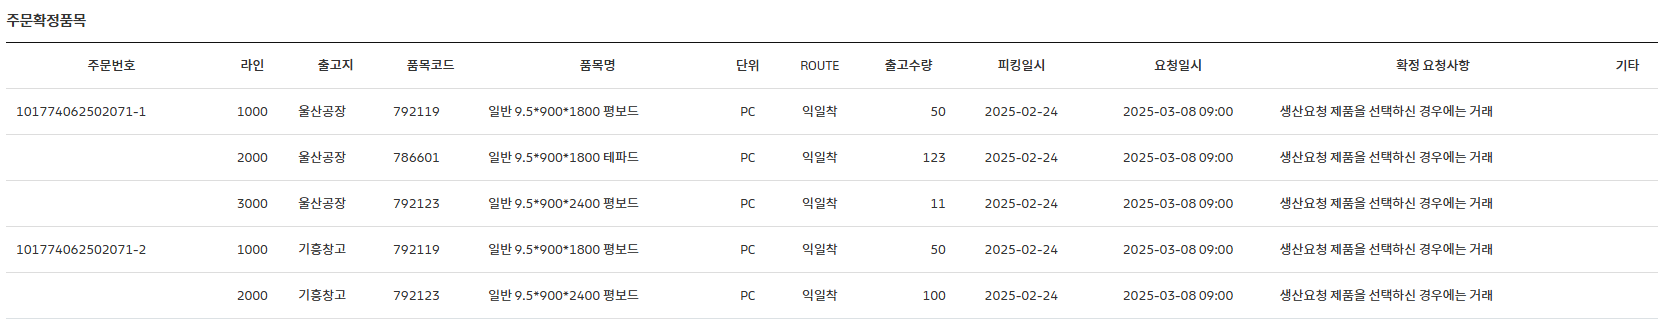 주문확정품목
주문번호 라인 출고지 품목코드 품목명 단위 ROUTE 출고수량 피킹일시 요청일시 확정 요청사항 기타
101774062502071-1 1000 울산공장 792119 일반 9.5*900*1800 평보드 PC 익일착 50 2025-02-24 2025-03-08 09:00 생산요청 제품을 선택하신 경우에는 거래
2000 울산공장 786601 일반 9.5*900*1800 테파드 PC 익일착 123 2025-02-24 2025-03-08 09:00 생산요청 제품을 선택하신 경우에는 거래
3000 울산공장 792123 일반 9.5*900*2400 평보드 PC 익일착 11 2025-02-24 2025-03-08 09:00 생산요청 제품을 선택하신 경우에는 거래
101774062502071-2 1000 기흥창고 792119 일반 9.5*900*1800 평보드 PC 익일착 50 2025-02-24 2025-03-08 09:00 생산요청 제품을 선택하신 경우에는 거래
2000 기흥창고 792123 일반 9.5*900*2400 평보드 PC 익일착 100 2025-02-24 2025-03-08 09:00 생산요청 제품을 선택하신 경우에는 거래